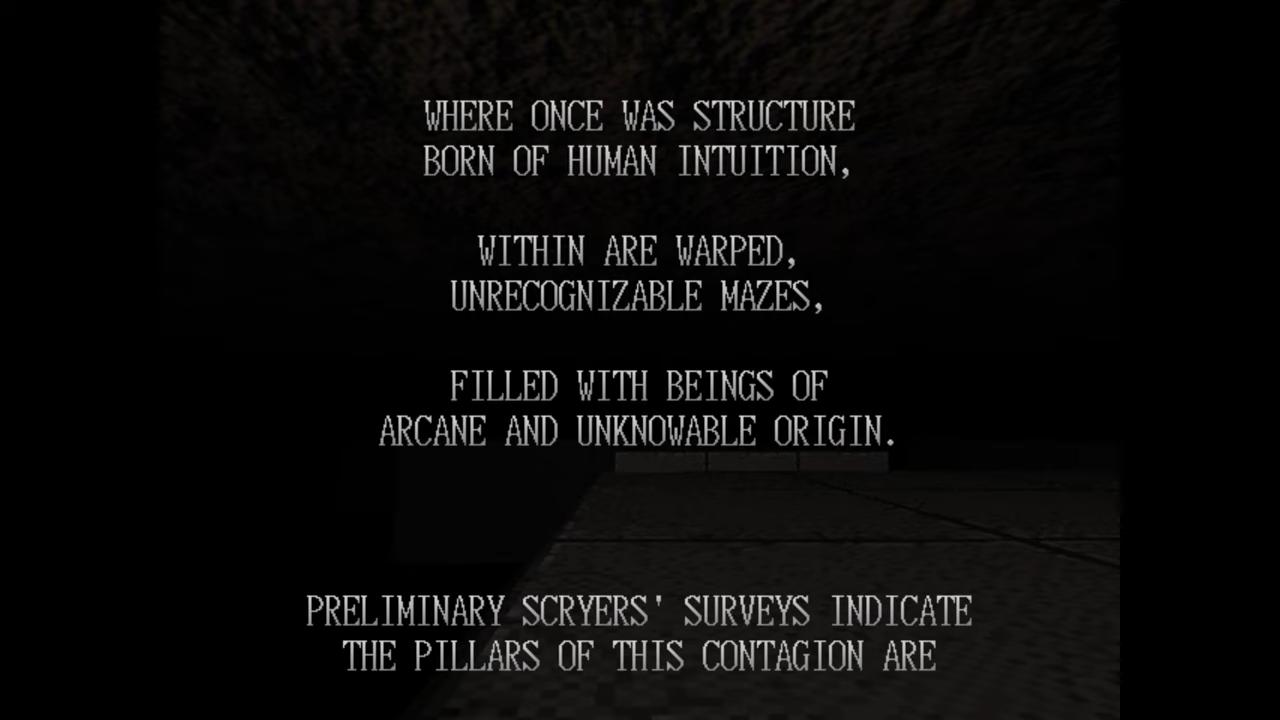 WHERE ONCE WAS STRUCTURE
BORN OF HUMAN INTUITION,
WITHIN ARE WARPED,
UNRECOGNIZABLE MAZES,
FILLED WITH BEINGS OF
ARCANE AND UNKNOWABLE ORIGIN.
PRELIMINARY SCRYERS' SURVEYS INDICATE
THE PILLARS OF THIS CONTAGION ARE